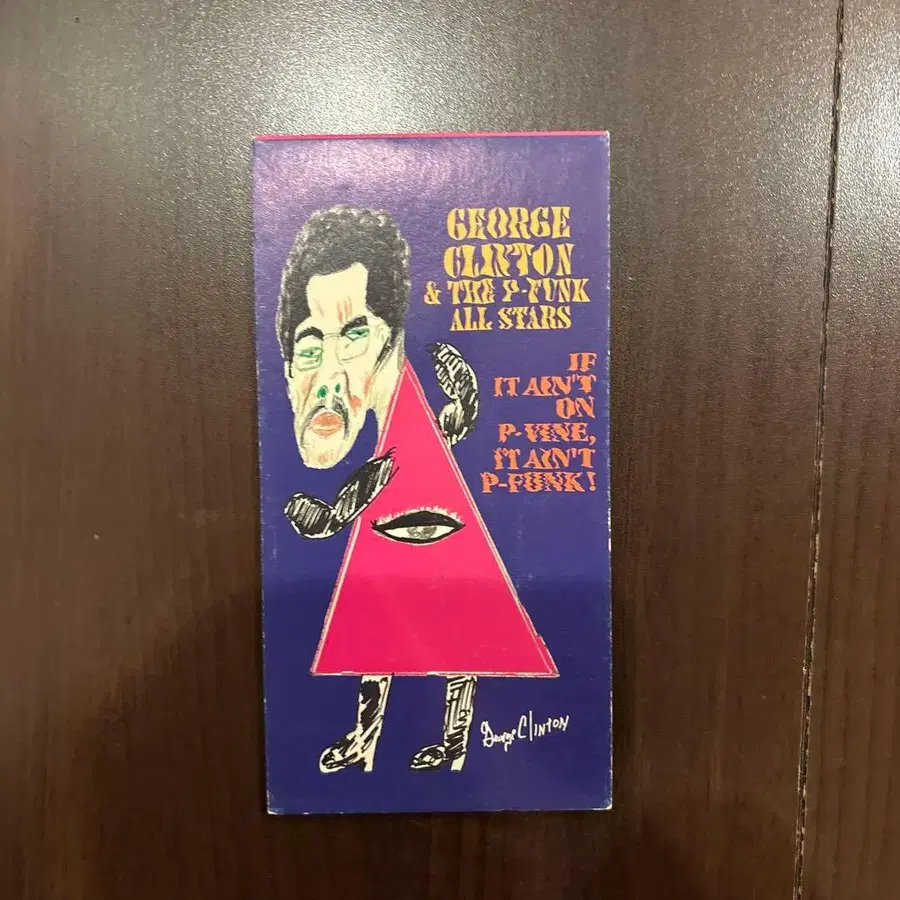 GEORGE
CLINTON
& THE P-FUNK
ALL STARS
IF
IT AIN'T
ON
P-VINE,
IT AIN'T
P-FUNK!
George Clinton